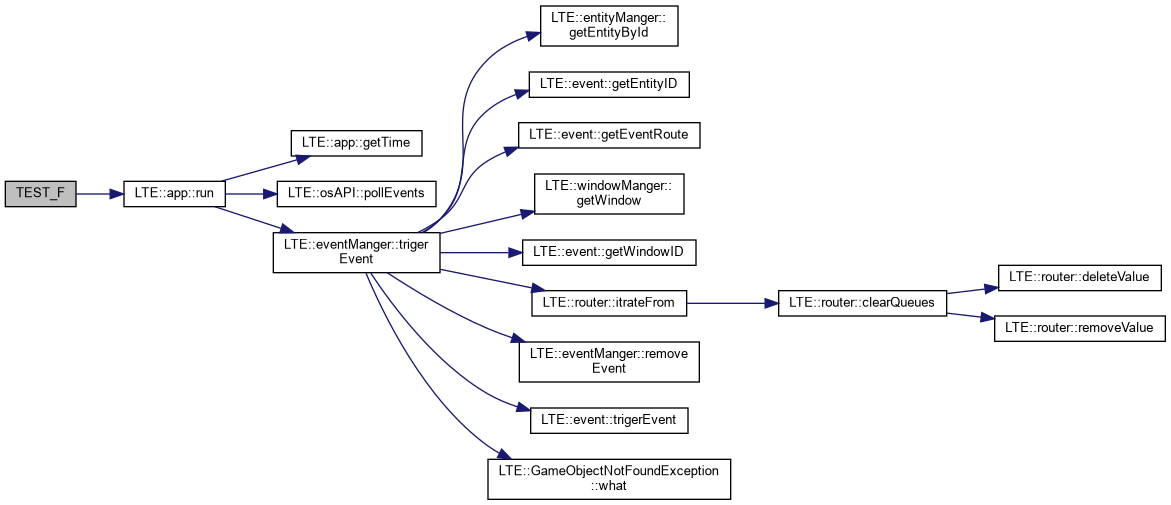 TEST_F
LTE::app::run
LTE::app::getTime
LTE::osAPI::pollEvents
LTE::eventManger::triger
Event
LTE::entityManger::
getEntityById
LTE::event::getEntityID
LTE::event::getEventRoute
LTE::windowManger::
getWindow
LTE::event::getWindowID
LTE::router::itrateFrom
LTE::eventManger::remove
Event
LTE::event::trigerEvent
LTE::GameObjectNotFoundException
::what
LTE::router::clearQueues
LTE::router::deleteValue
LTE::router::removeValue